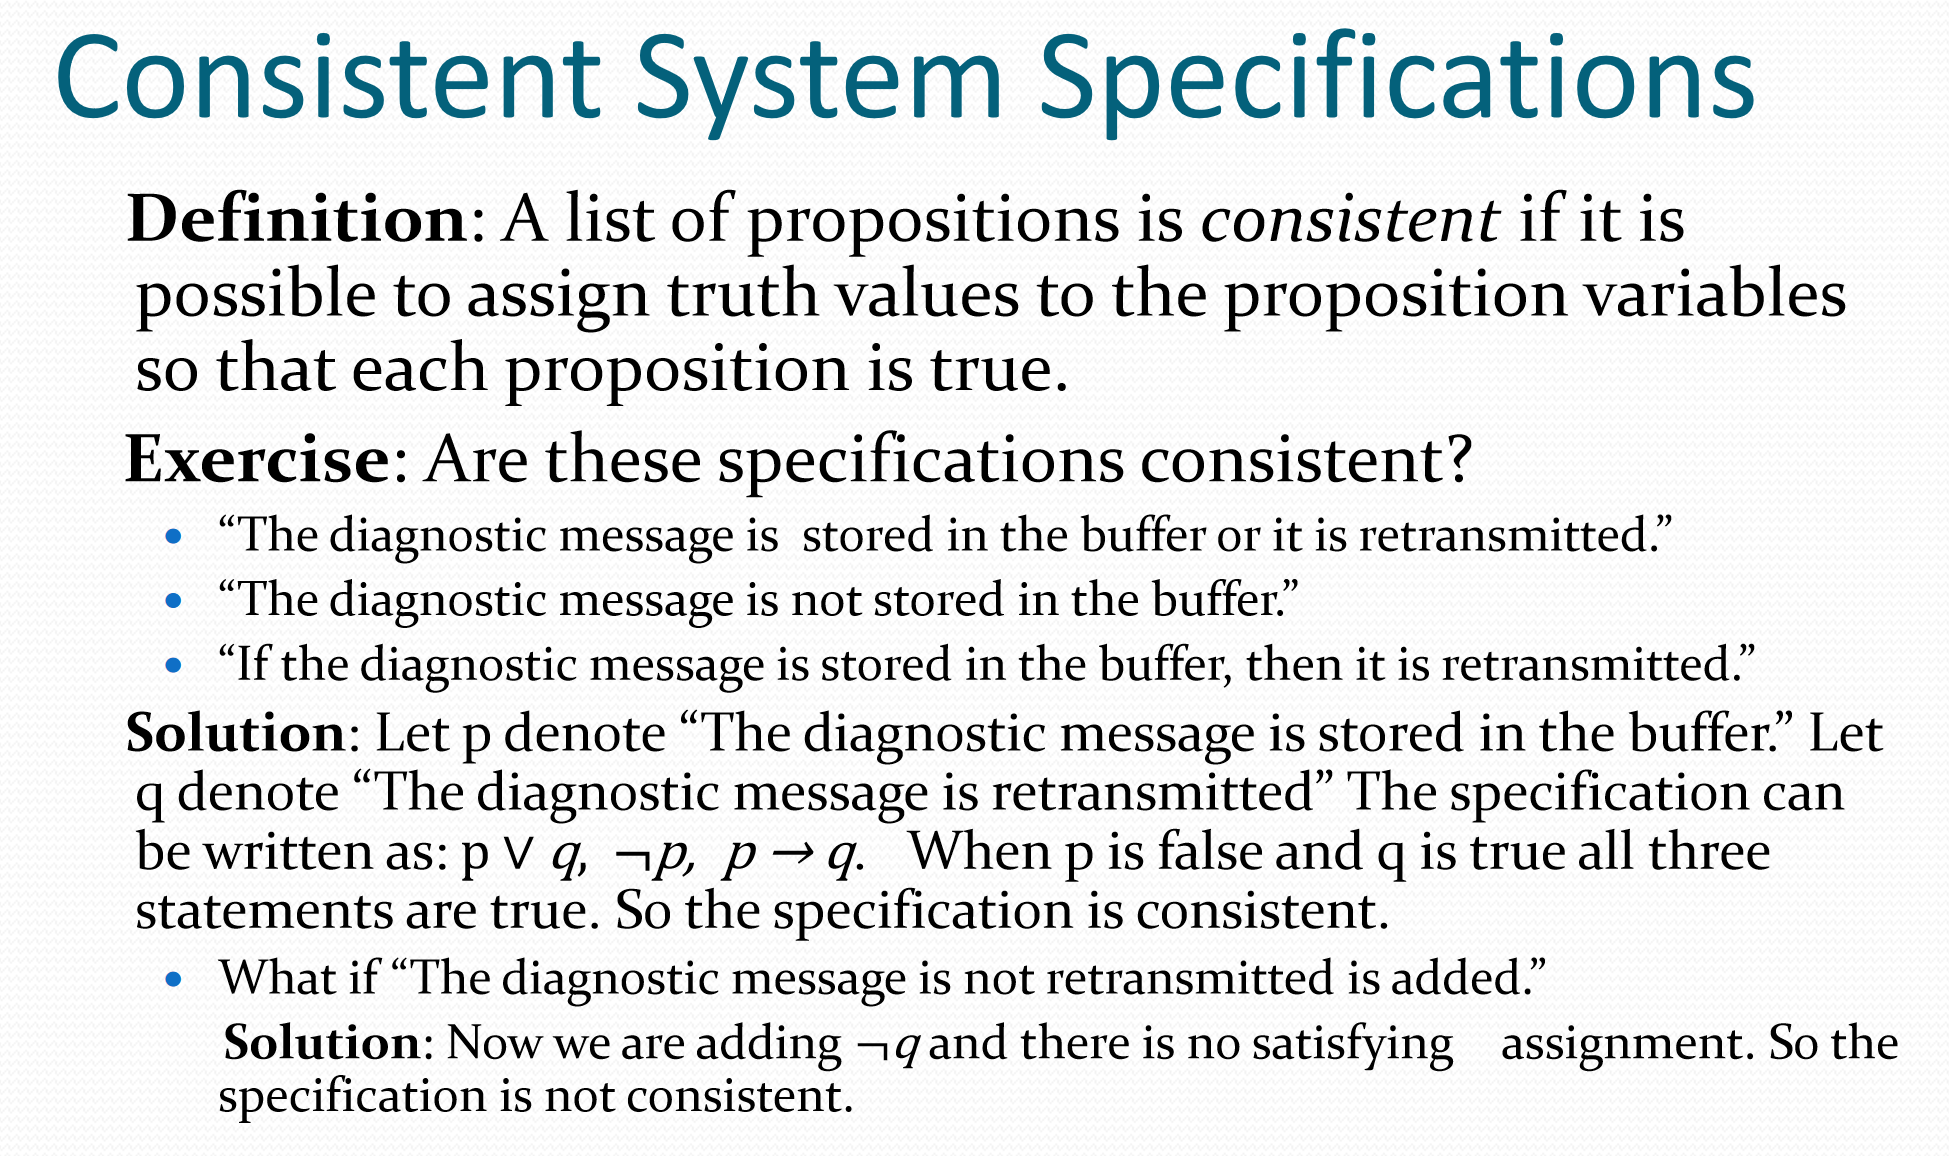 Consistent System Specifications
Definition: A list of propositions is consistent if it is
possible to assign truth values to the proposition variables
so that each proposition is true.
Exercise: Are these specifications consistent?
• “The diagnostic message is  stored in the buffer or it is retransmitted.”
• “The diagnostic message is not stored in the buffer.”
• “If the diagnostic message is stored in the buffer, then it is retransmitted.”
Solution: Let p denote “The diagnostic message is stored in the buffer.” Let
q denote “The diagnostic message is retransmitted” The specification can
be written as: p ∨ q, ¬p, p → q.   When p is false and q is true all three
statements are true. So the specification is consistent.
• What if “The diagnostic message is not retransmitted is added.”
Solution: Now we are adding ¬q and there is no satisfying   assignment. So the
specification is not consistent.